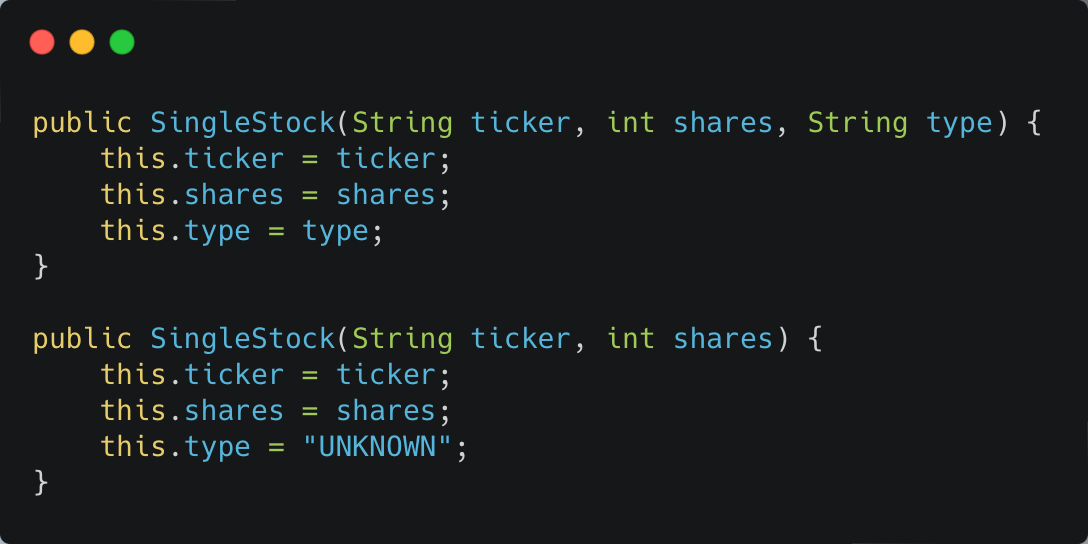 public SingleStock(String ticker, int shares, String type) {
    this.ticker = ticker;
    this.shares = shares;
    this.type = type;
}

public SingleStock(String ticker, int shares) {
    this.ticker = ticker;
    this.shares = shares;
    this.type = "UNKNOWN";
}